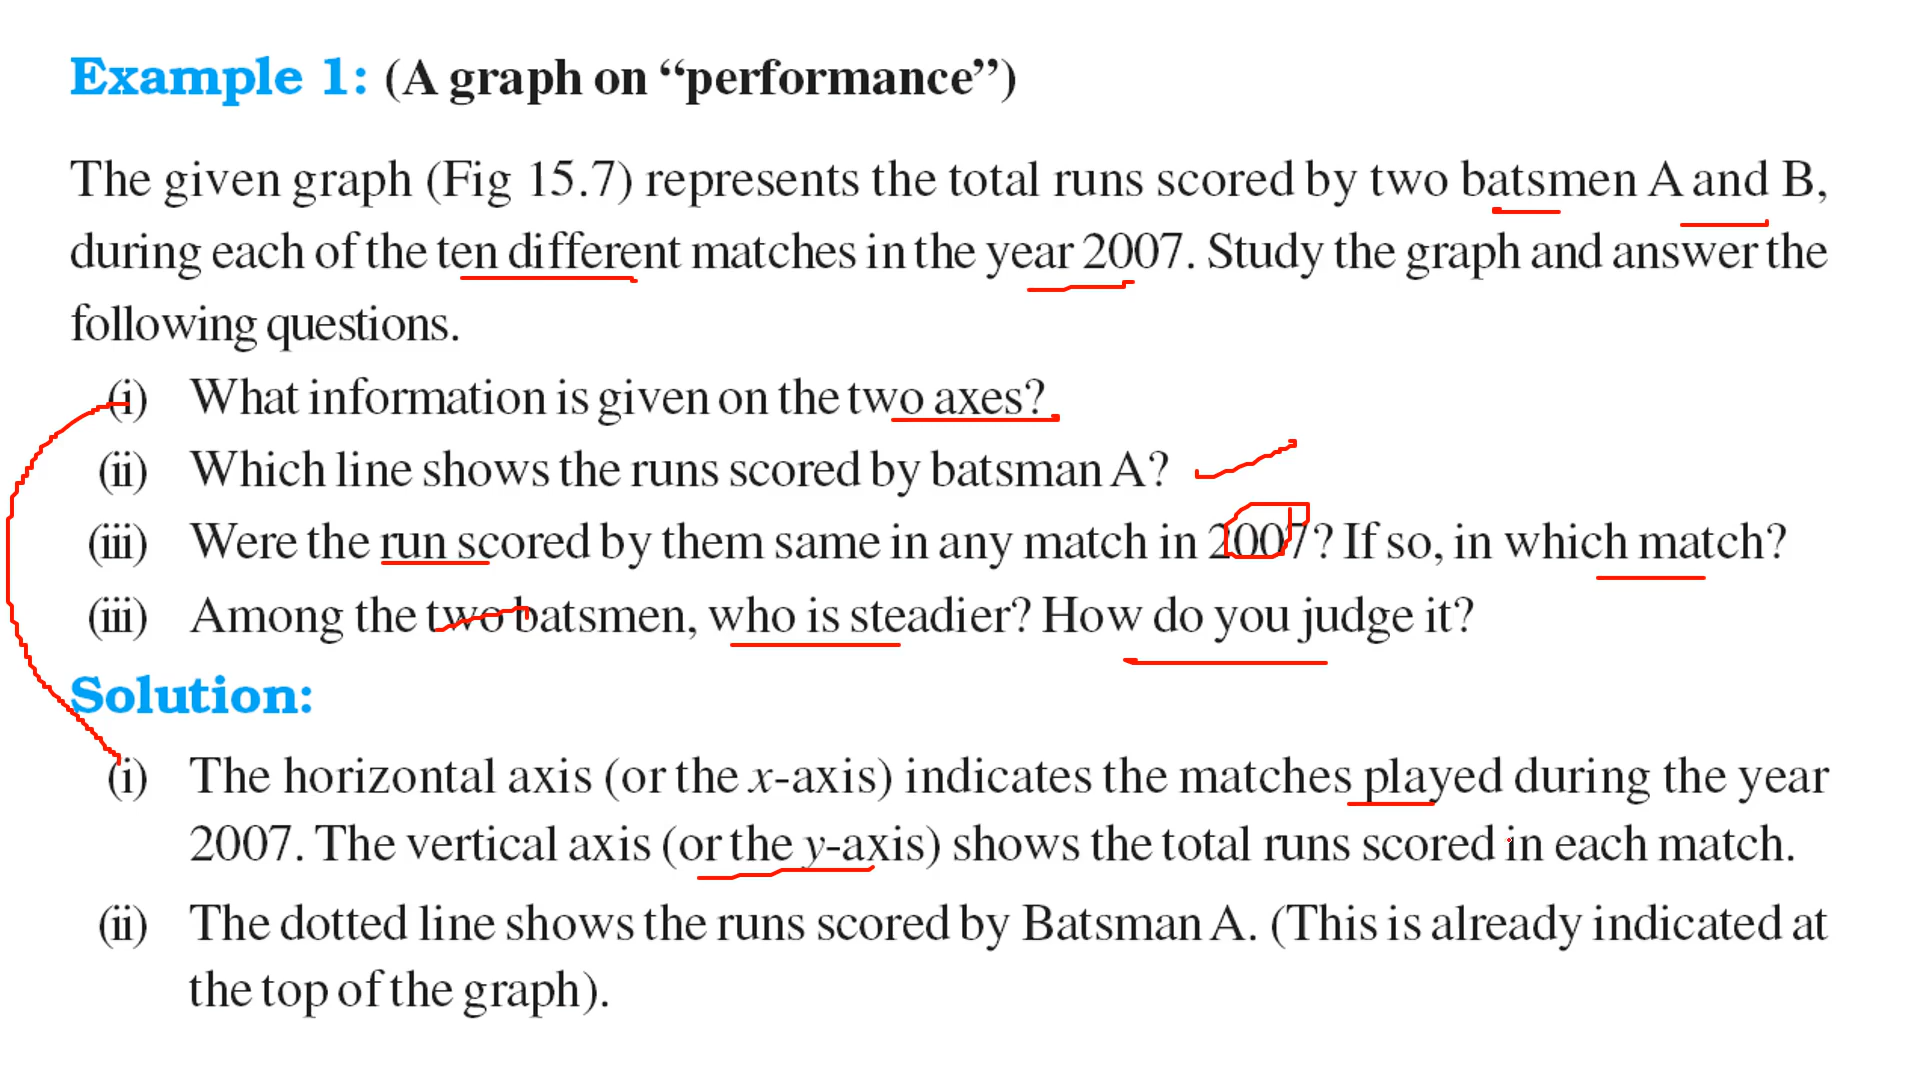 Example 1: (A graph on “performance”)
The given graph (Fig 15.7) represents the total runs scored by two batsmen A and B,
during each of the ten different matches in the year 2007. Study the graph and answer the
following questions.
(i) What information is given on the two axes?
(ii) Which line shows the runs scored by batsman A?
(iii) Were the run scored by them same in any match in 2007? If so, in which match?
(iii) Among the two batsmen, who is steadier? How do you judge it?
Solution:
(i) The horizontal axis (or the x-axis) indicates the matches played during the year
2007. The vertical axis (or the y-axis) shows the total runs scored in each match.
(ii) The dotted line shows the runs scored by Batsman A. (This is already indicated at
the top of the graph).